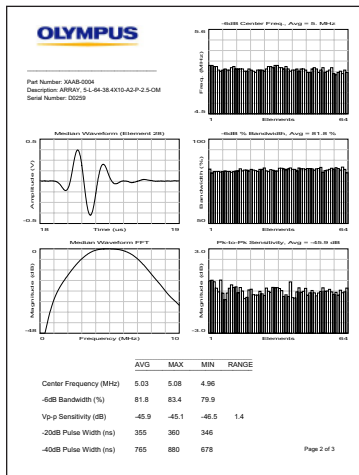 OLYMPUS
Part Number: XAAB-0004
Description: ARRAY, 5-L-64-38.4X10-A2-P-2.5-OM
Serial Number: D0259
-6dB Center Freq., Avg = 5. MHz
5.6
Freq. (MHz)
4.5
1 Elements 64
Median Waveform (Element 28)
0.5
Amplitude (V)
-0.5
18 Time (us) 19
-6dB % Bandwidth, Avg = 81.8 %
100
Bandwidth (%)
50
1 Elements 64
Median Waveform FFT
0
Magnitude (dB)
-48
0 Frequency (MHz) 10
Pk-to-Pk Sensitivity, Avg = -45.9 dB
3.0
Magnitude (dB)
-3.0
1 Elements 64
AVG MAX MIN RANGE
Center Frequency (MHz) 5.03 5.08 4.96
-6dB Bandwidth (%) 81.8 83.4 79.9
Vp-p Sensitivity (dB) -45.9 -45.1 -46.5 1.4
-20dB Pulse Width (ns) 355 360 346
-40dB Pulse Width (ns) 765 880 678
Page 2 of 3